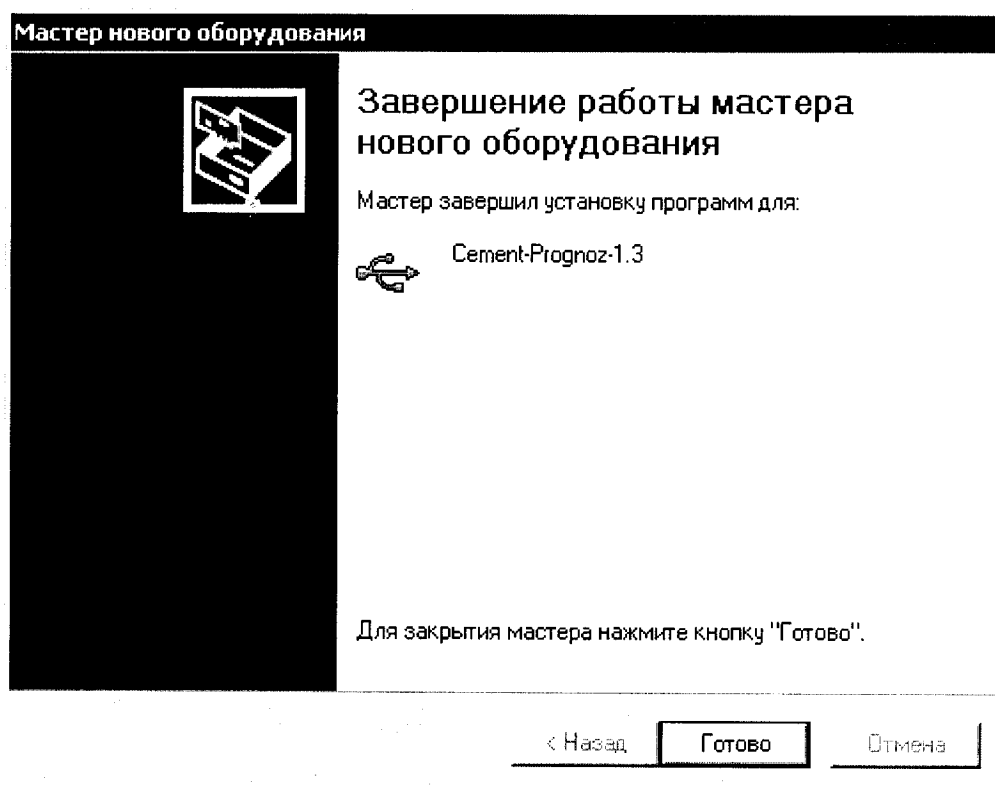 Мастер нового оборудования
Завершение работы мастера
нового оборудования
Мастер завершил установку программ для:
Cement-Prognoz-1.3
Для закрытия мастера нажмите кнопку "Готово".
< Назад
Готово
Отмена